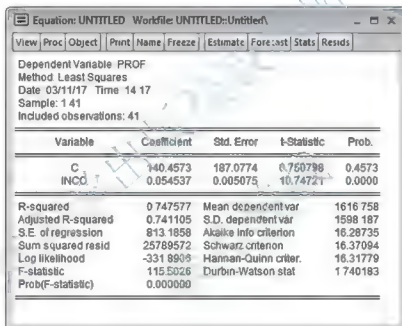 Equation: UNTITLED Workfile: UNTITLED::Untitled\
View Proc Object Print Name Freeze Estimate Forecast Stats Resids
Dependent Variable PROF
Method Least Squares
Date 03/11/17 Time 14 17
Sample: 1 41
Included observations: 41
Variable Coefficient Std. Error t-Statistic Prob.
C 140.4573 187.0774 0.750798 0.4573
INCO 0.054537 0.005075 10.74721 0.0000
R-squared 0 747577 Mean dependent var 1616 758
Adjusted R-squared 0.741105 S.D. dependent var 1598 187
S.E. of regression 813.1858 Akaike info criterion 16.28735
Sum squared resid 25789572 Schwarz criterion 16.37094
Log likelihood -331 8906 Hannan-Quinn criter. 16.31779
F-statistic 115.5026 Durbin-Watson stat 1 740183
Prob(F-statistic) 0.000000